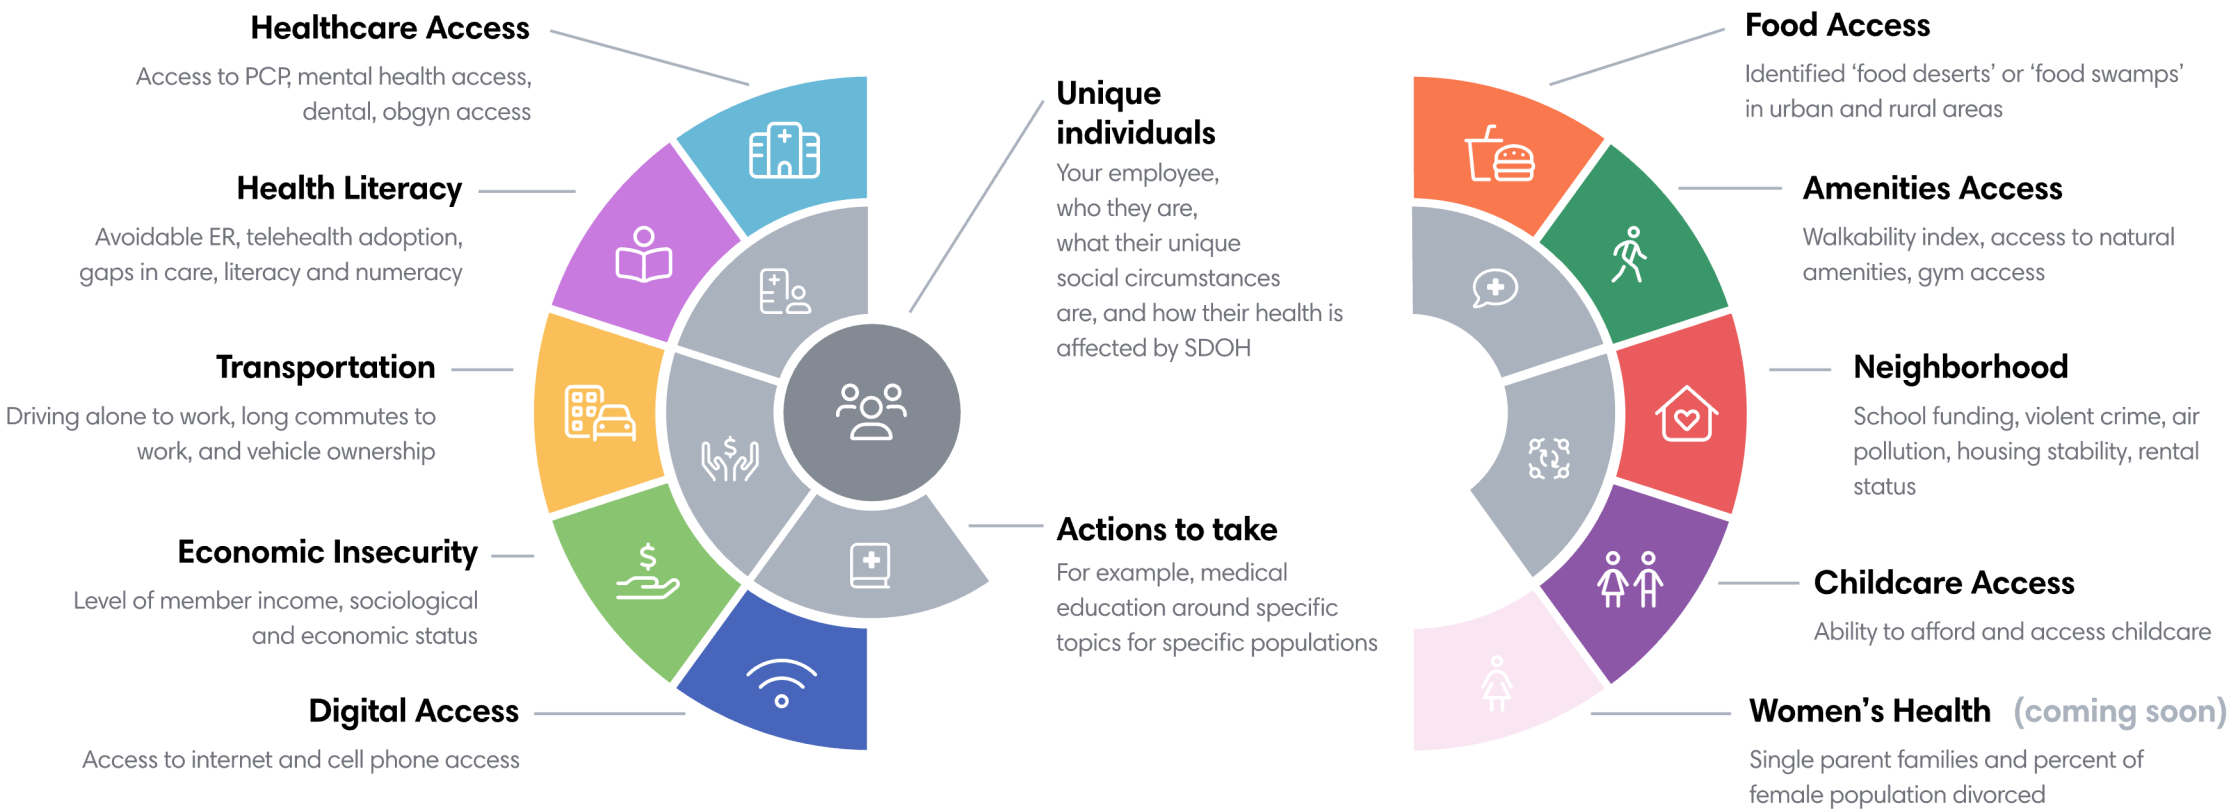 Healthcare Access
Access to PCP, mental health access,
dental, obgyn access
Health Literacy
Avoidable ER, telehealth adoption,
gaps in care, literacy and numeracy
Transportation
Driving alone to work, long commutes to
work, and vehicle ownership
Economic Insecurity
Level of member income, sociological
and economic status
Digital Access
Access to internet and cell phone access
Unique
individuals
Your employee,
who they are,
what their unique
social circumstances
are, and how their health is
affected by SDOH
Actions to take
For example, medical
education around specific
topics for specific populations
Food Access
Identified ‘food deserts’ or ‘food swamps’
in urban and rural areas
Amenities Access
Walkability index, access to natural
amenities, gym access
Neighborhood
School funding, violent crime, air
pollution, housing stability, rental
status
Childcare Access
Ability to afford and access childcare
Women’s Health (coming soon)
Single parent families and percent of
female population divorced